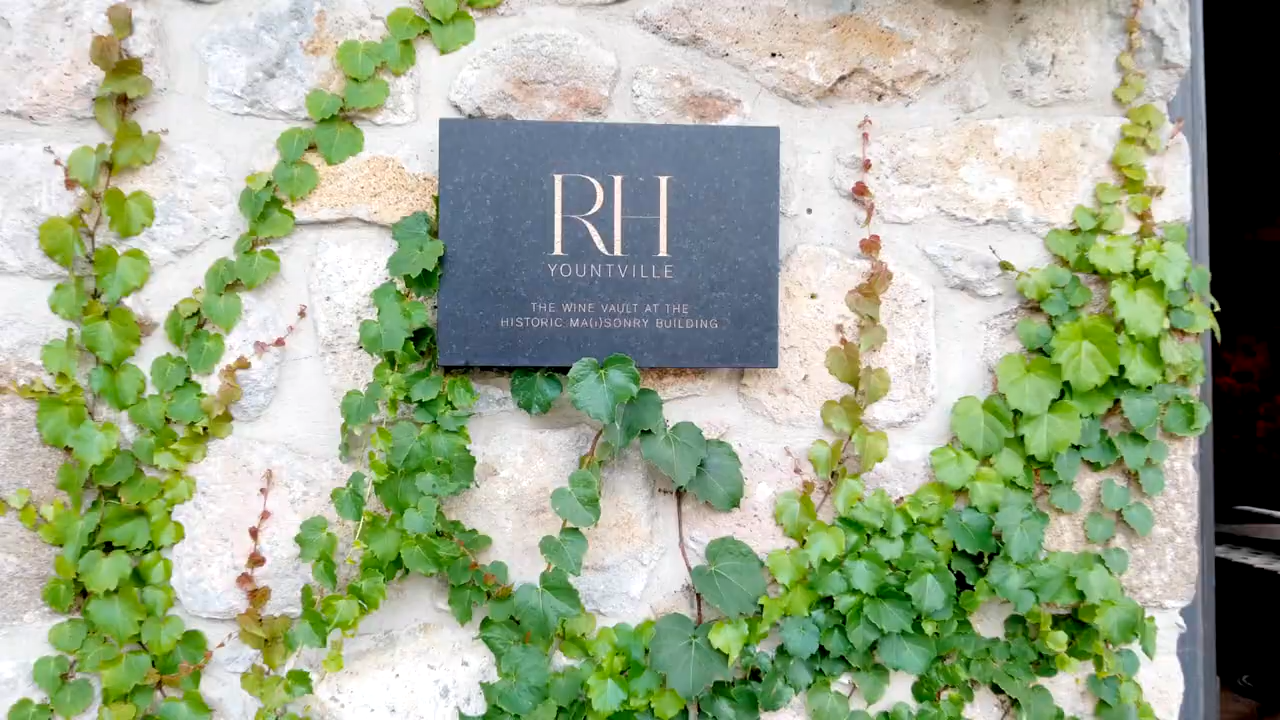 RH
YOUNTVILLE
THE WINE VAULT AT THE
HISTORIC MA(i)SONRY BUILDING